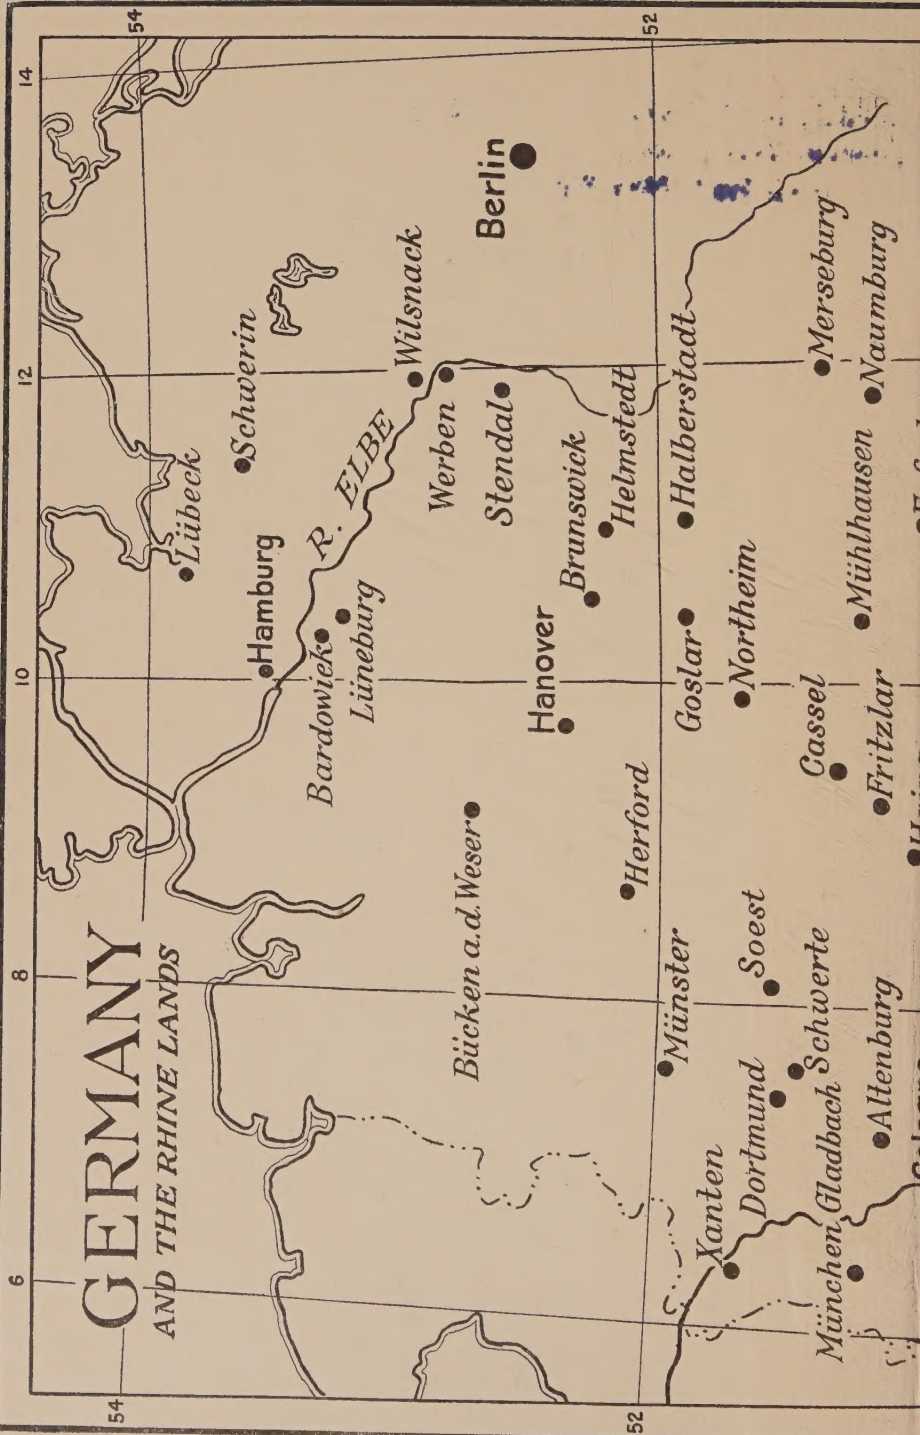 GERMANY
AND THE RHINE LANDS
6
8
10
12
14
54
54
52
52
Lübeck
Schwerin
Hamburg
R. ELBE
Wilsnack
Bardowiek
Lüneburg
Werben
Stendal
Berlin
Bücken a.d. Weser
Hanover
Brunswick
Helmstedt
Herford
Münster
Goslar
Halberstadt
Northeim
Xanten
Dortmund
Soest
Schwerte
Cassel
Merseburg
München Gladbach
Altenburg
Fritzlar
Mühlhausen
Naumburg